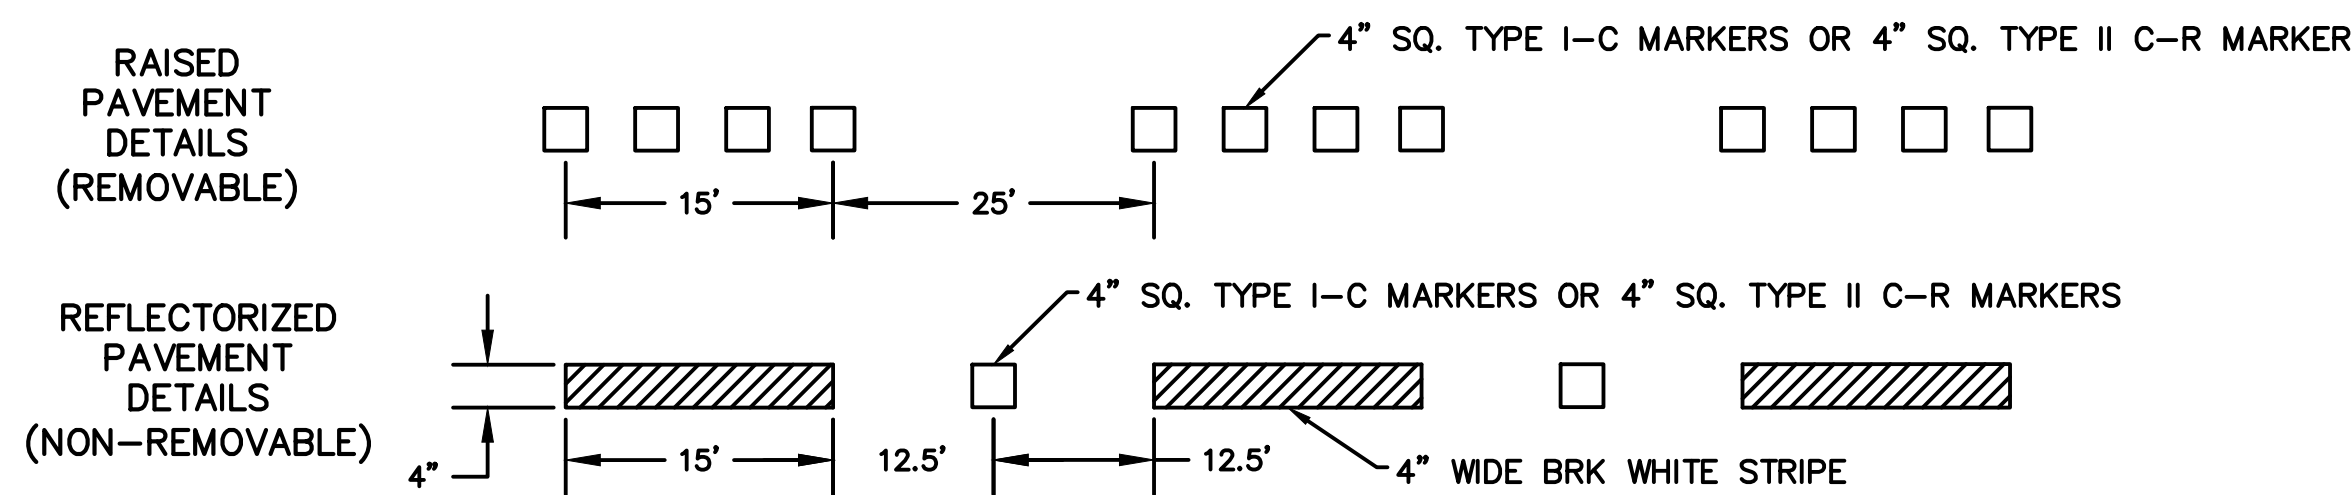 RAISED
PAVEMENT
DETAILS
(REMOVABLE)
4" SQ. TYPE I-C MARKERS OR 4" SQ. TYPE II C-R MARKER
15'
25'
REFLECTORIZED
PAVEMENT
DETAILS
(NON-REMOVABLE)
4" SQ. TYPE I-C MARKERS OR 4" SQ. TYPE II C-R MARKERS
4"
15'
12.5'
12.5'
4" WIDE BRK WHITE STRIPE